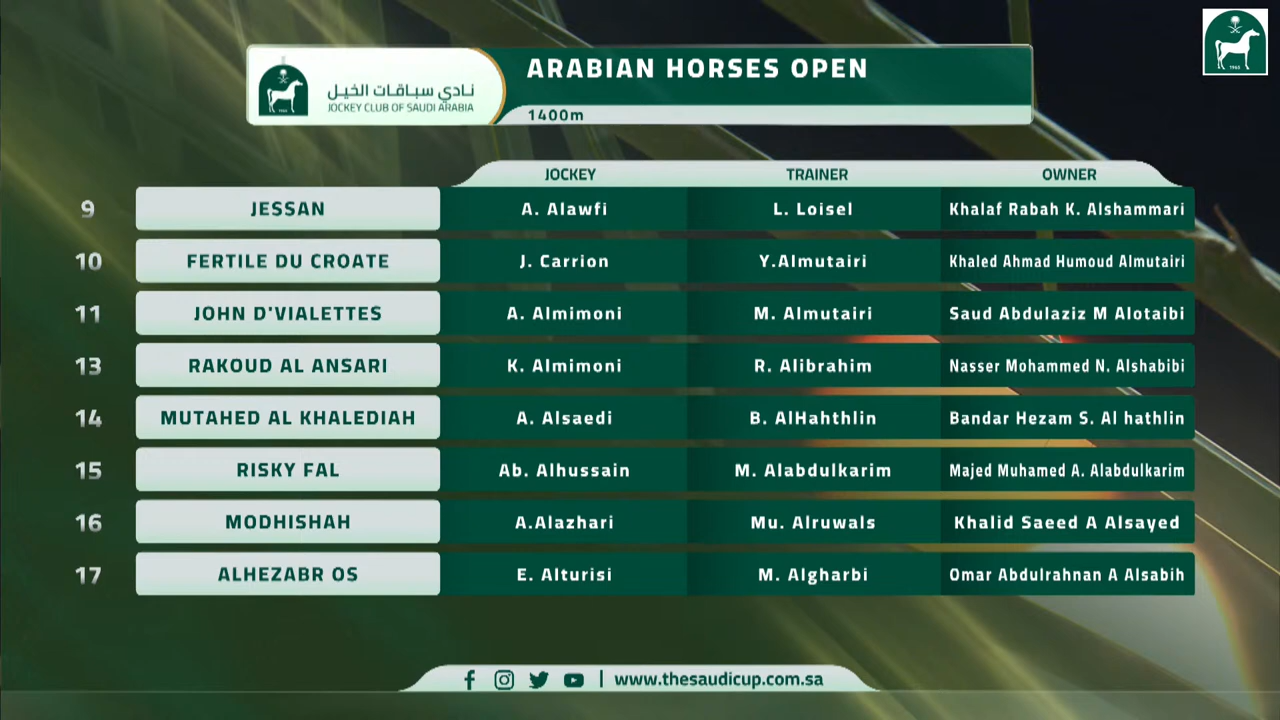 ARABIAN HORSES OPEN
نادي سباقات الخيل
JOCKEY CLUB OF SAUDI ARABIA
1400m
JOCKEY TRAINER OWNER
9 JESSAN A. Alawfi L. Loisel Khalaf Rabah K. Alshammari
10 FERTILE DU CROATE J. Carrion Y.Almutairi Khaled Ahmad Humoud Almutairi
11 JOHN D'VIALETTES A. Almimoni M. Almutairi Saud Abdulaziz M Alotaibi
13 RAKOUD AL ANSARI K. Almimoni R. Alibrahim Nasser Mohammed N. Alshabibi
14 MUTAHED AL KHALEDIAH A. Alsaedi B. AlHahthlin Bandar Hezam S. Al hathlin
15 RISKY FAL Ab. Alhussain M. Alabdulkarim Majed Muhamed A. Alabdulkarim
16 MODHISHAH A.Alazhari Mu. Alruwals Khalid Saeed A Alsayed
17 ALHEZABR OS E. Alturisi M. Algharbi Omar Abdulrahnan A Alsabih
www.thesaudicup.com.sa